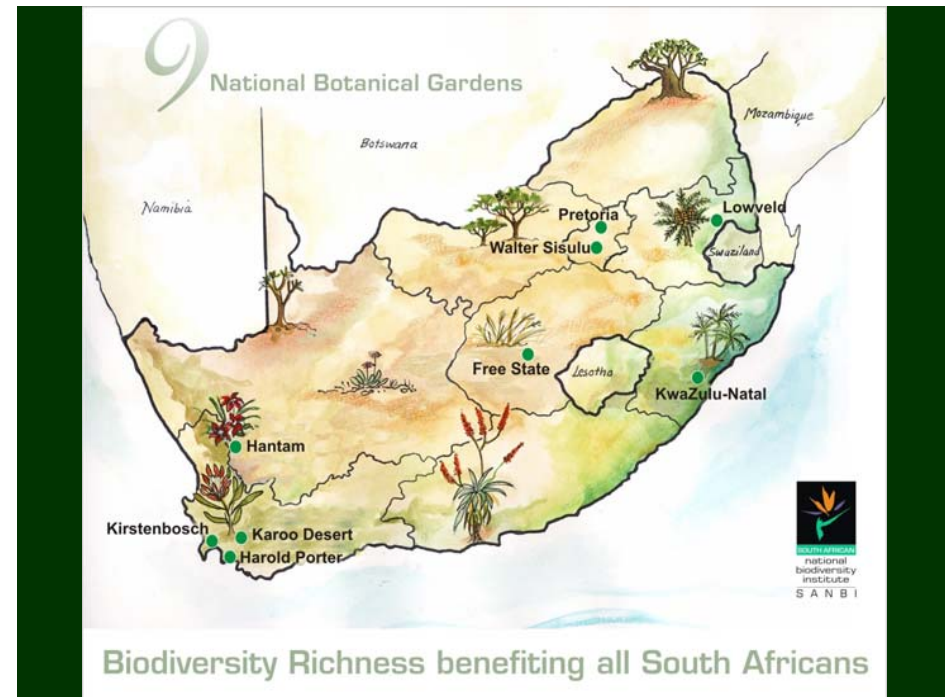 9 National Botanical Gardens
Mozambique
Botswana
Namibia
Pretoria
Lowveld
Walter Sisulu
Swaziland
Free State
Lesotha
KwaZulu-Natal
Hantam
Kirstenbosch
Karoo Desert
Harold Porter
SOUTH AFRICAN
national
biodiversity
institute
SANBI
Biodiversity Richness benefiting all South Africans